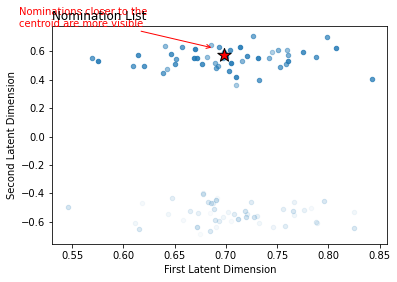 Nomination List
Nominations closer to the
centroid are more visible
Second Latent Dimension
0.6
0.4
0.2
0.0
−0.2
−0.4
−0.6
0.55
0.60
0.65
0.70
0.75
0.80
0.85
First Latent Dimension